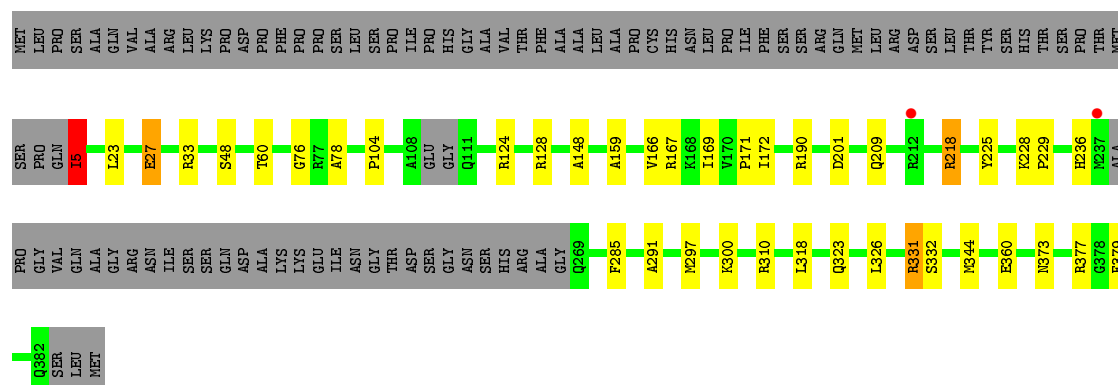 MET LEU PRO SER ALA GLN VAL ALA ARG LEU LYS PRO ASP PRO PHE PRO PRO SER LEU SER PRO ILE PRO HIS GLY ALA VAL THR PHE ALA ALA LEU ALA PRO CYS HIS ASN LEU PRO ILE PHE SER SER ARG GLN MET LEU ARG ASP SER LEU THR TYR SER HIS THR SER PRO THR MET
SER PRO GLN I5 L23 E27 R33 S48 T60 G76 R77 A78 P104 A108 GLU GLY Q111 R124 R128 A148 A159 V166 R167 K168 I169 V170 P171 I172 R190 D201 Q209 R212 R218 Y225 K228 P229 H236 M237 ALA
PRO GLY VAL GLN ALA GLY ARG ASN ILE SER SER GLN ASP ALA LYS LYS GLU ILE ASN GLY THR ASP SER GLY ASN SER HIS ARG ALA GLY Q269 F285 A291 M297 K300 R310 L318 Q323 L326 R331 S332 M344 E360 N373 R377 G378
Q382 SER LEU MET